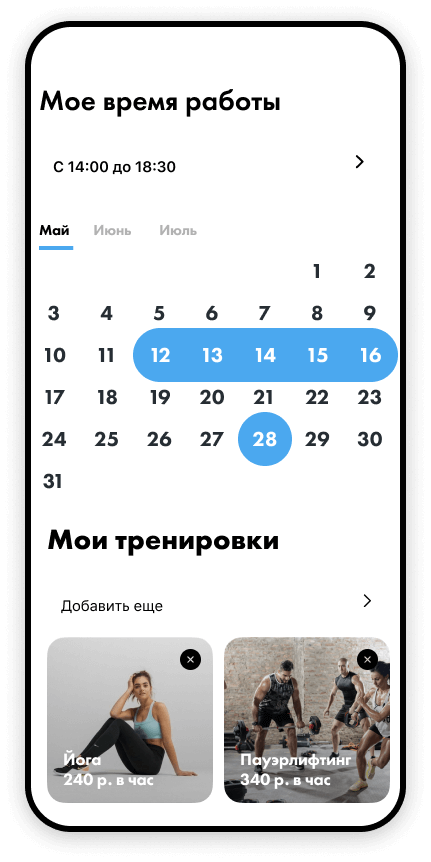 Мое время работы
С 14:00 до 18:30
Май Июнь Июль
1 2
3 4 5 6 7 8 9
10 11 12 13 14 15 16
17 18 19 20 21 22 23
24 25 26 27 28 29 30
31
Мои тренировки
Добавить еще
Йога
240 р. в час
Пауэрлифтинг
340 р. в час